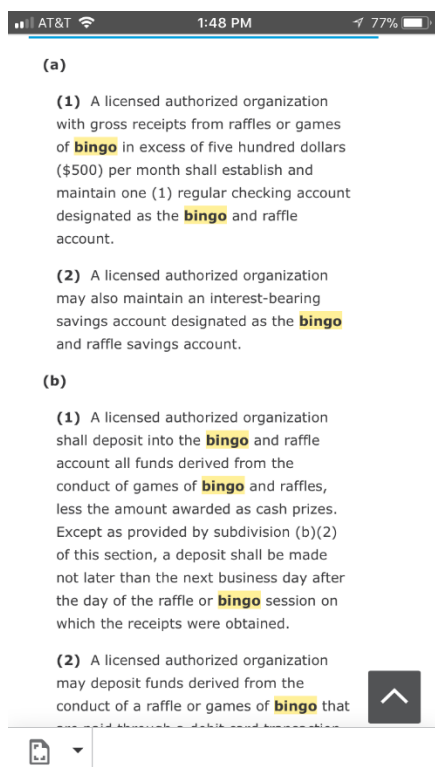 AT&T 1:48 PM 77%
(a)
(1) A licensed authorized organization
with gross receipts from raffles or games
of bingo in excess of five hundred dollars
($500) per month shall establish and
maintain one (1) regular checking account
designated as the bingo and raffle
account.
(2) A licensed authorized organization
may also maintain an interest-bearing
savings account designated as the bingo
and raffle savings account.
(b)
(1) A licensed authorized organization
shall deposit into the bingo and raffle
account all funds derived from the
conduct of games of bingo and raffles,
less the amount awarded as cash prizes.
Except as provided by subdivision (b)(2)
of this section, a deposit shall be made
not later than the next business day after
the day of the raffle or bingo session on
which the receipts were obtained.
(2) A licensed authorized organization
may deposit funds derived from the
conduct of a raffle or games of bingo that
are paid through a debit card transaction